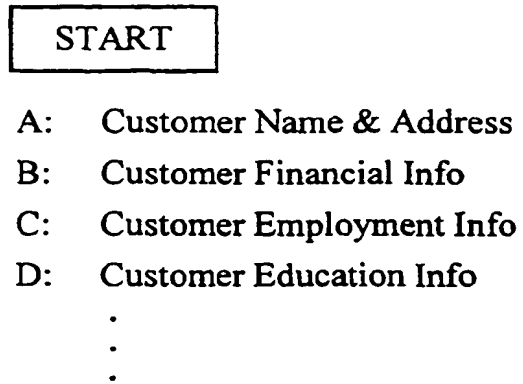 START
A: Customer Name & Address
B: Customer Financial Info
C: Customer Employment Info
D: Customer Education Info
.
.
.